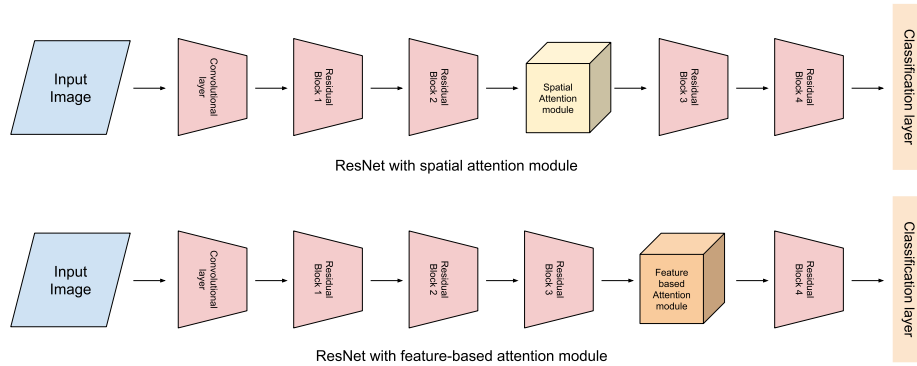 Input
Image
Convolutional
layer
Residual
Block 1
Residual
Block 2
Spatial
Attention
module
Residual
Block 3
Residual
Block 4
Classification layer
ResNet with spatial attention module
Input
Image
Convolutional
layer
Residual
Block 1
Residual
Block 2
Residual
Block 3
Feature
based
Attention
module
Residual
Block 4
Classification layer
ResNet with feature-based attention module